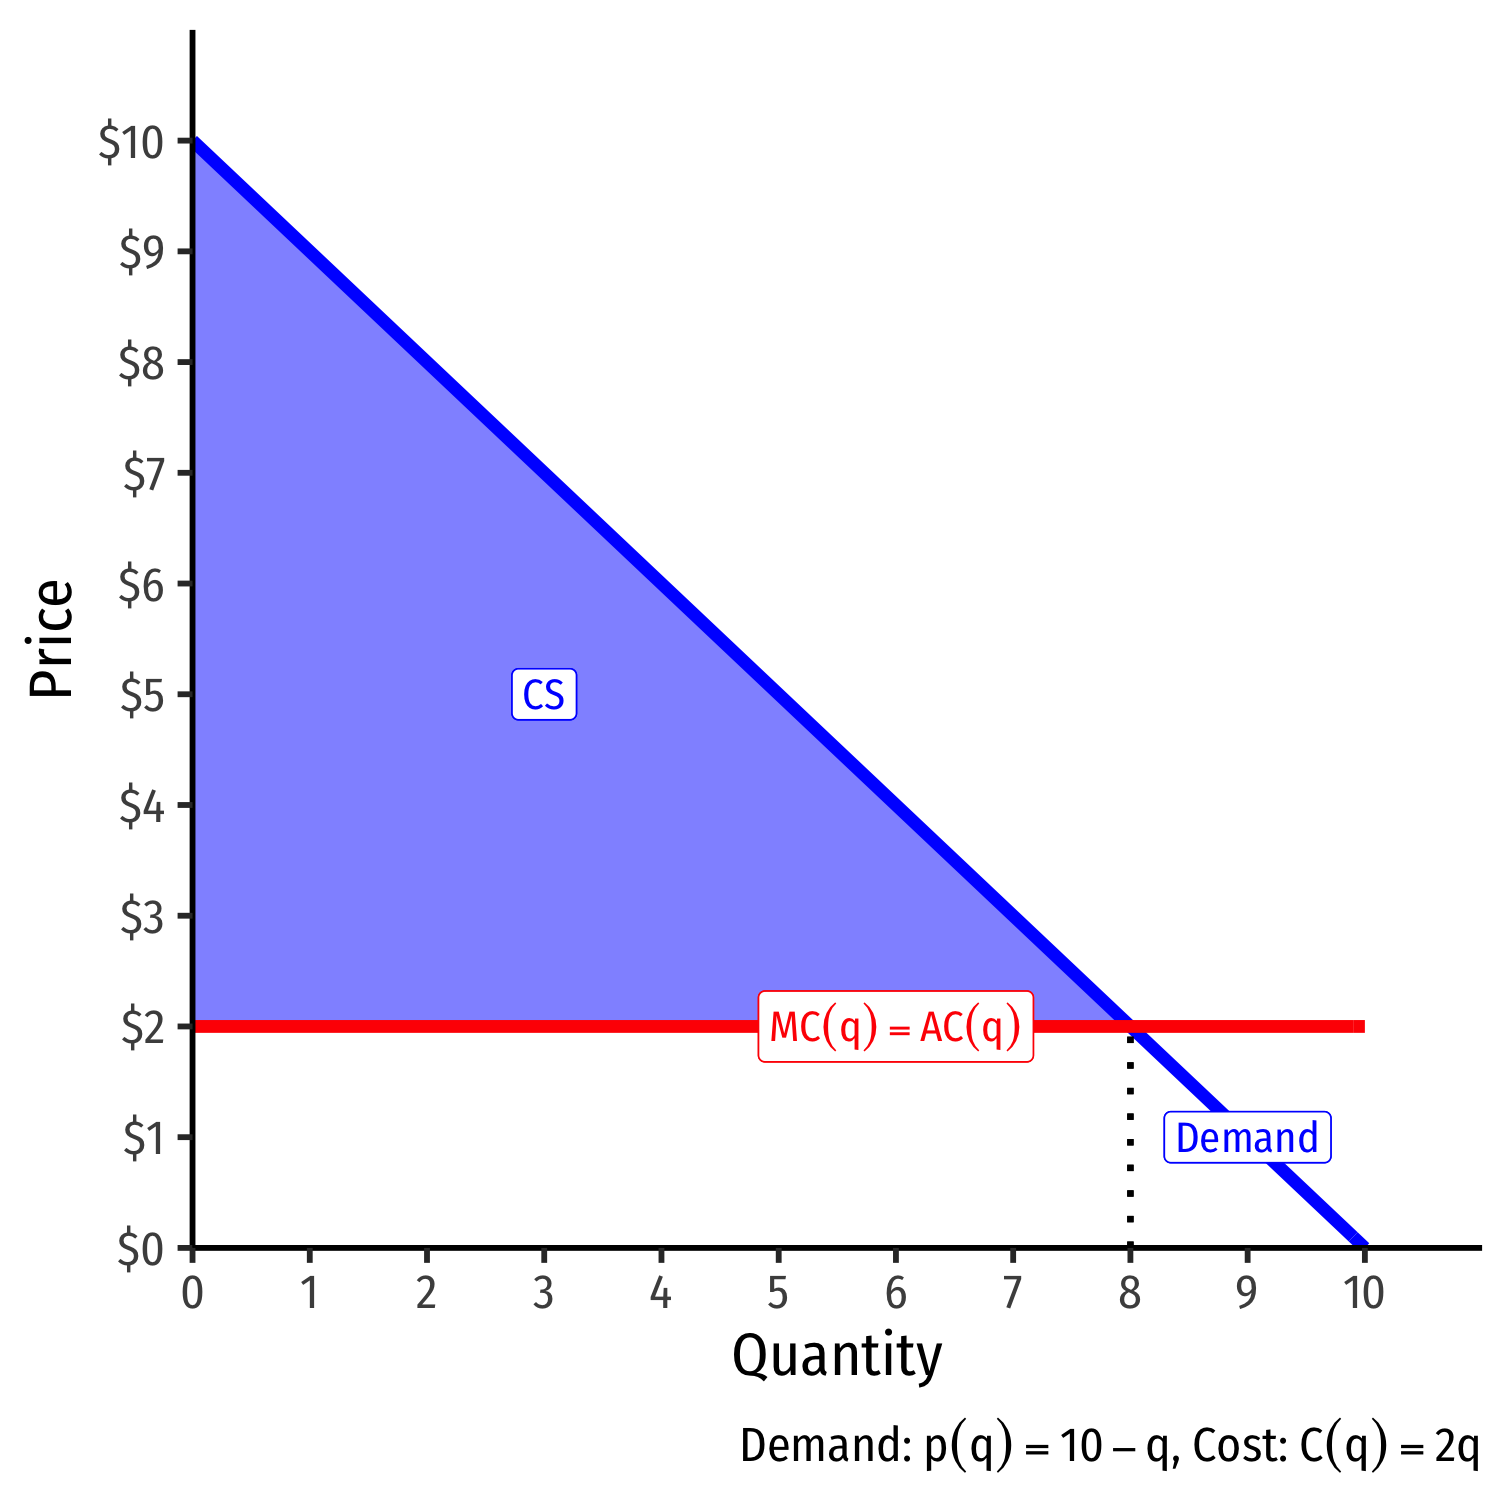 $10
$9
$8
$7
$6
$5
$4
$3
$2
$1
$0
Price
CS
MC(q) = AC(q)
Demand
0 1 2 3 4 5 6 7 8 9 10
Quantity
Demand: p(q) = 10 – q, Cost: C(q) = 2q